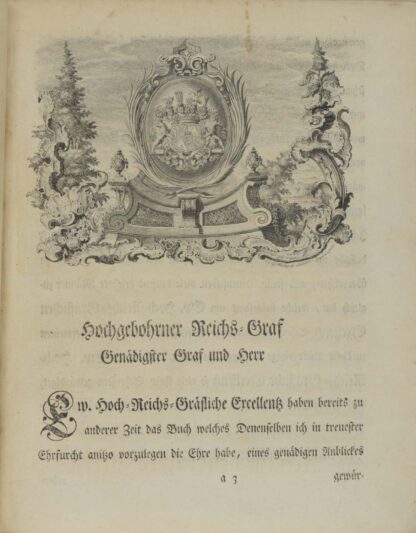 Hochgebohrner Reichs-Graf
Genädigster Graf und Herr
Ew. Hoch-Reichs-Gräfliche Excellentz haben bereits zu
anderer Zeit das Buch welches Denenselben ich in treuester
Ehrfurcht anitzo vorzulegen die Ehre habe, eines genädigen Anblickes
a 3 gewür-